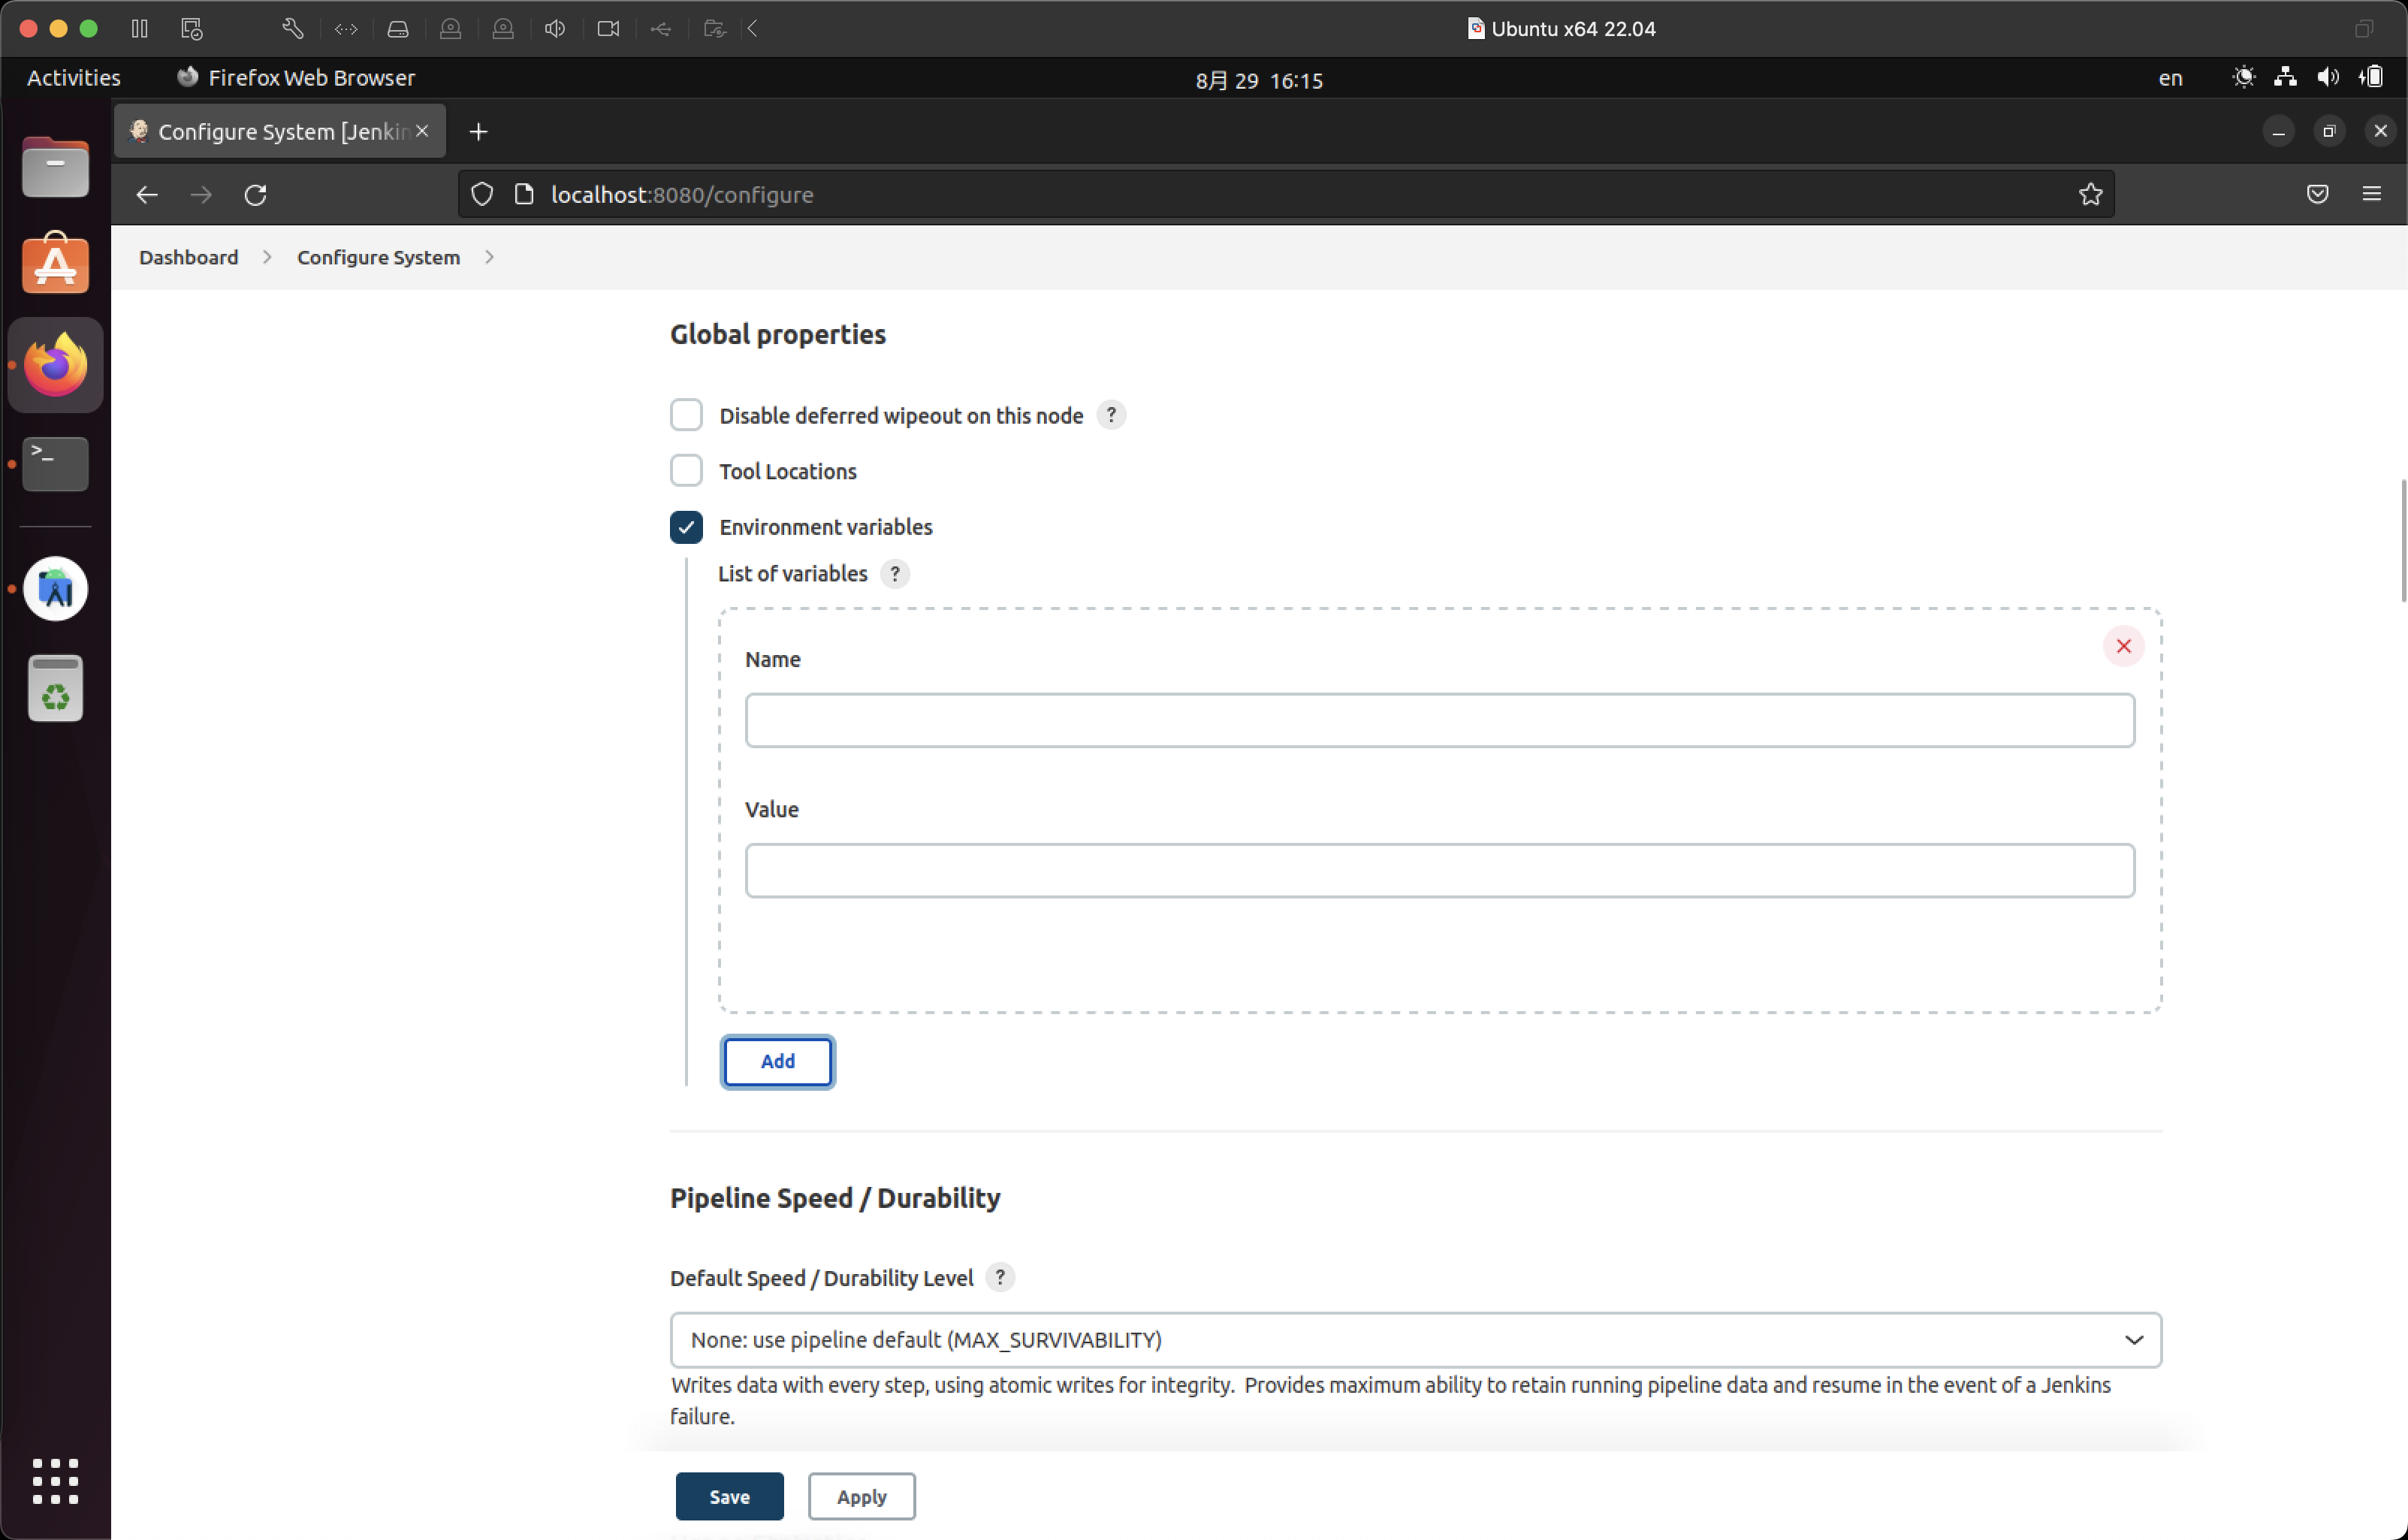 Ubuntu x64 22.04
Activities
Firefox Web Browser
8月 29 16:15
en
Configure System [Jenkin
localhost:8080/configure
Dashboard
Configure System
Global properties
Disable deferred wipeout on this node ?
Tool Locations
Environment variables
List of variables ?
Name
Value
Add
Pipeline Speed / Durability
Default Speed / Durability Level ?
None: use pipeline default (MAX_SURVIVABILITY)
Writes data with every step, using atomic writes for integrity. Provides maximum ability to retain running pipeline data and resume in the event of a Jenkins
failure.
Save
Apply